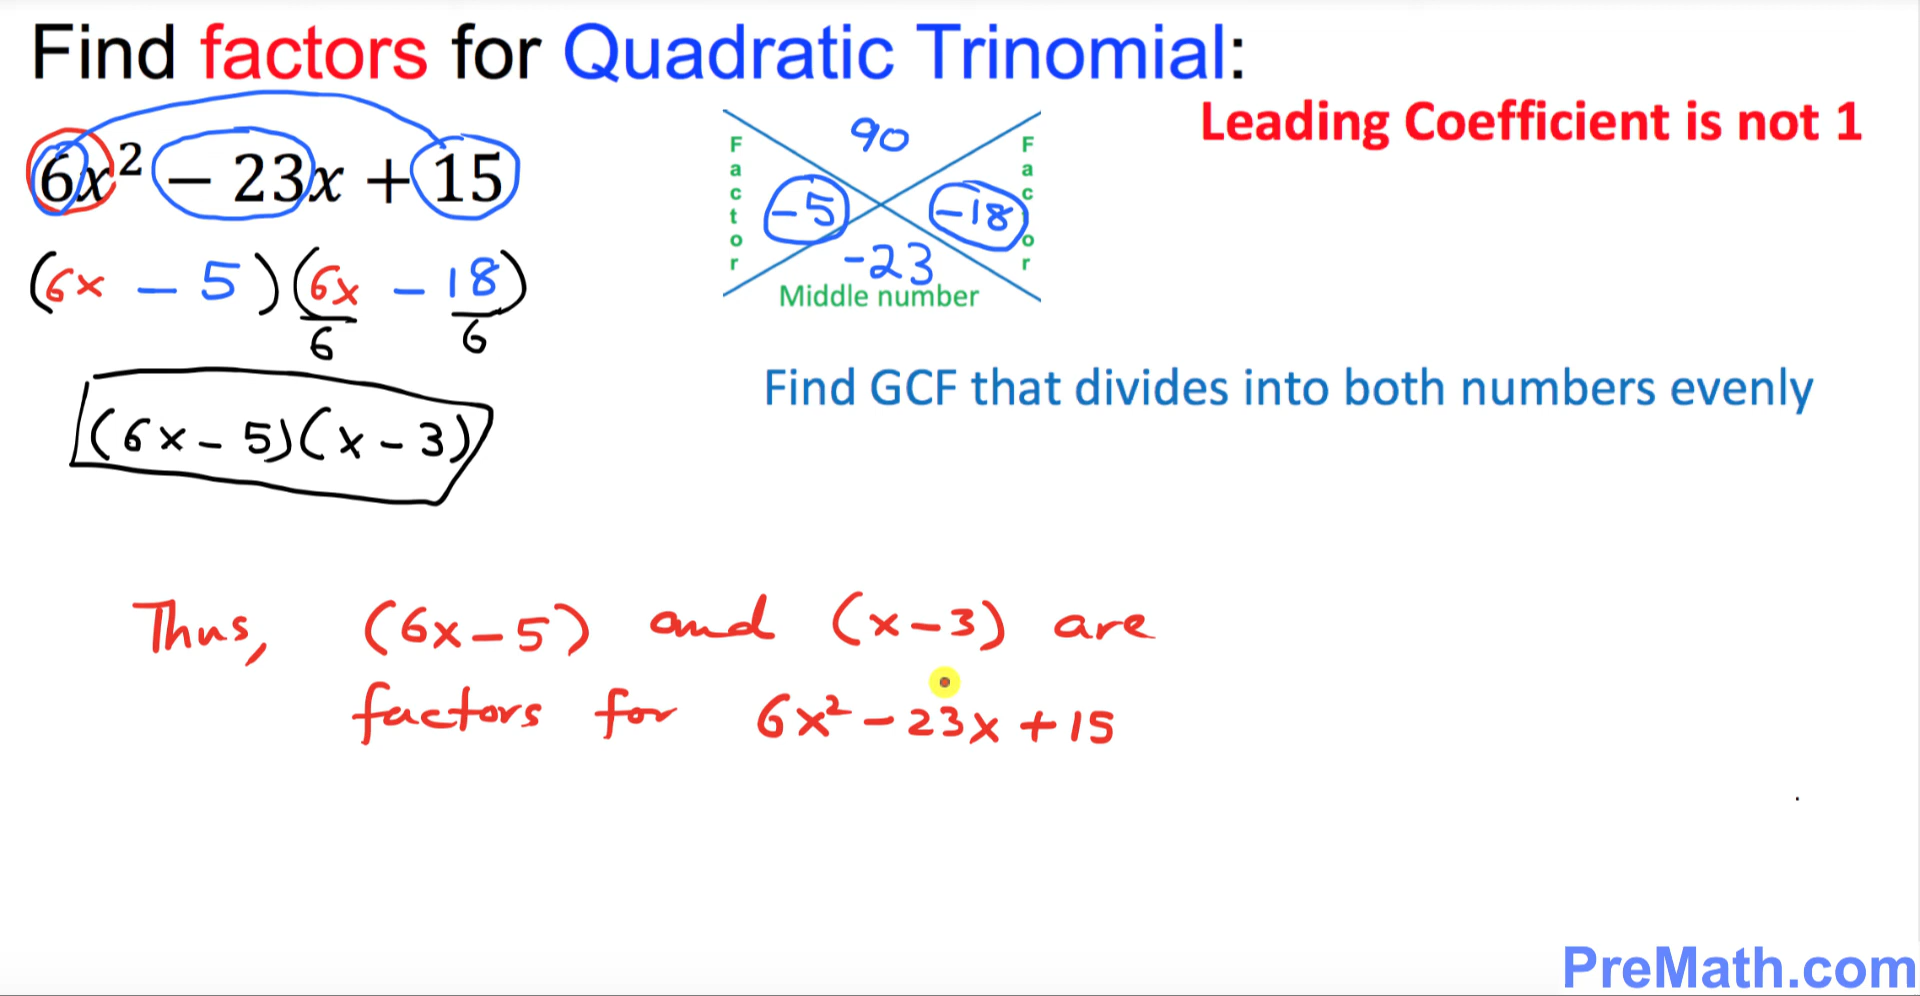 Find factors for Quadratic Trinomial:
Leading Coefficient is not 1
6x² − 23x + 15
90
Factor
Factor
−5
−18
−23
Middle number
(6x − 5)(6x/6 − 18/6)
Find GCF that divides into both numbers evenly
(6x − 5)(x − 3)
Thus, (6x − 5) and (x − 3) are
factors for 6x² − 23x + 15
PreMath.com